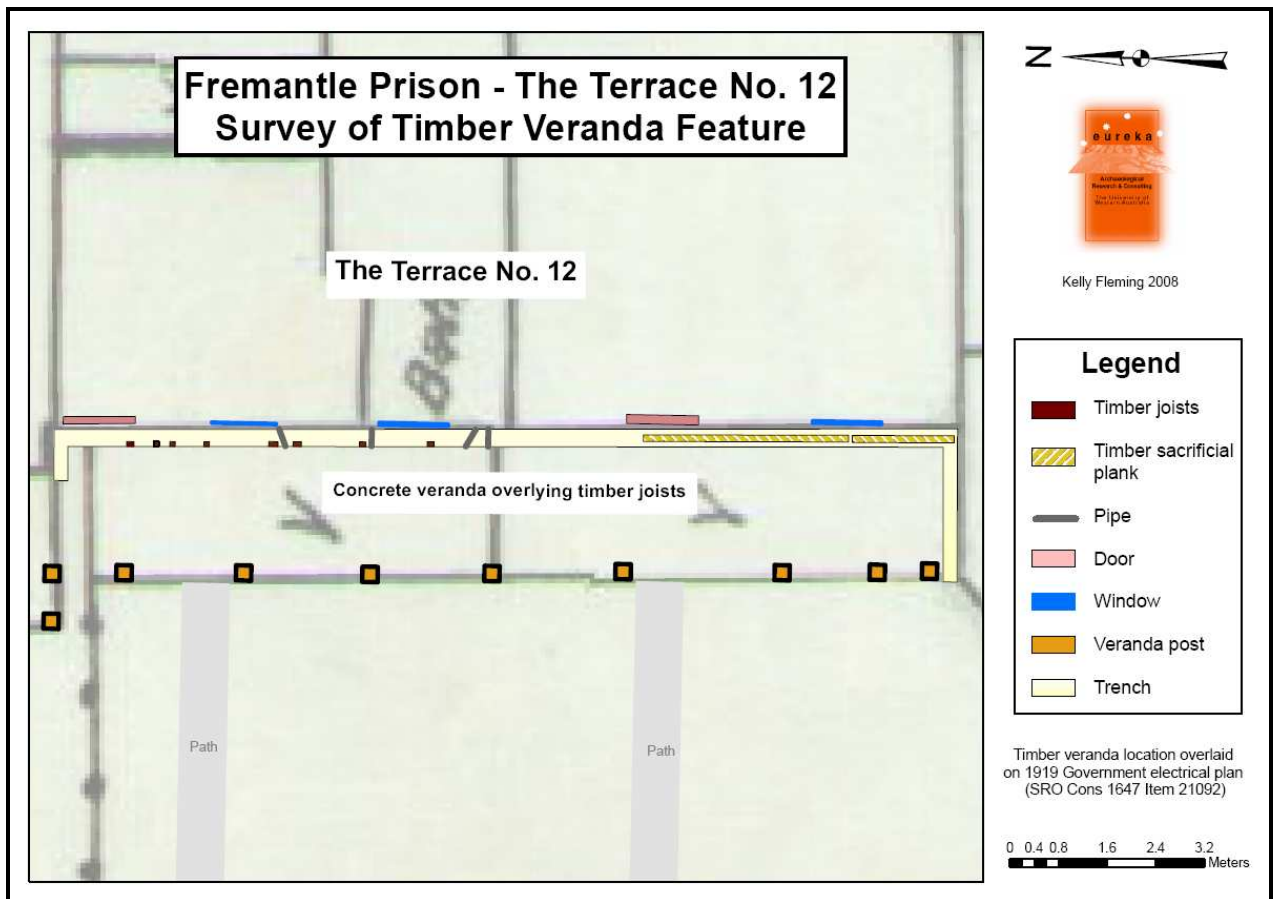 Fremantle Prison - The Terrace No. 12
Survey of Timber Veranda Feature
N
eureka
Archaeological
Research & Consulting
The University of
Western Australia
Kelly Fleming 2008
The Terrace No. 12
Concrete veranda overlying timber joists
Path
Path
Legend
Timber joists
Timber sacrificial
plank
Pipe
Door
Window
Veranda post
Trench
Timber veranda location overlaid
on 1919 Government electrical plan
(SRO Cons 1647 Item 21092)
0 0.4 0.8 1.6 2.4 3.2
Meters